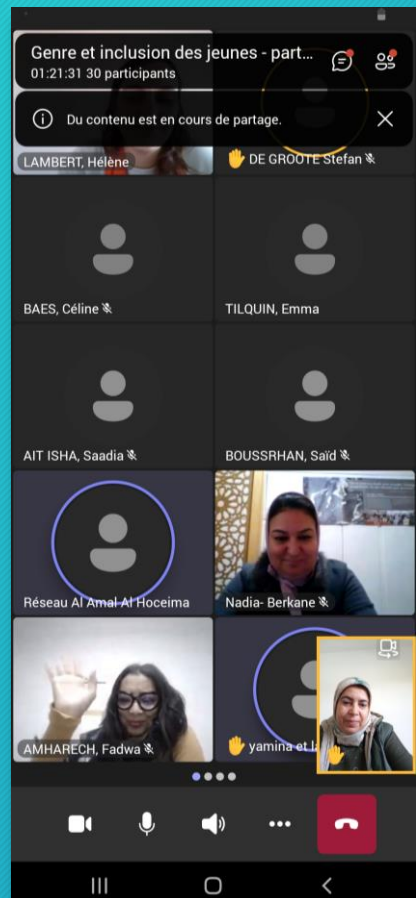 Genre et inclusion des jeunes - part...
01:21:31 30 participants
Du contenu est en cours de partage.
LAMBERT, Hélène
DE GROOTE Stefan
BAES, Céline
TILQUIN, Emma
AIT ISHA, Saadia
BOUSSRHAN, Saïd
Réseau Al Amal Al Hoceima
Nadia- Berkane
AMHARECH, Fadwa
yamina et